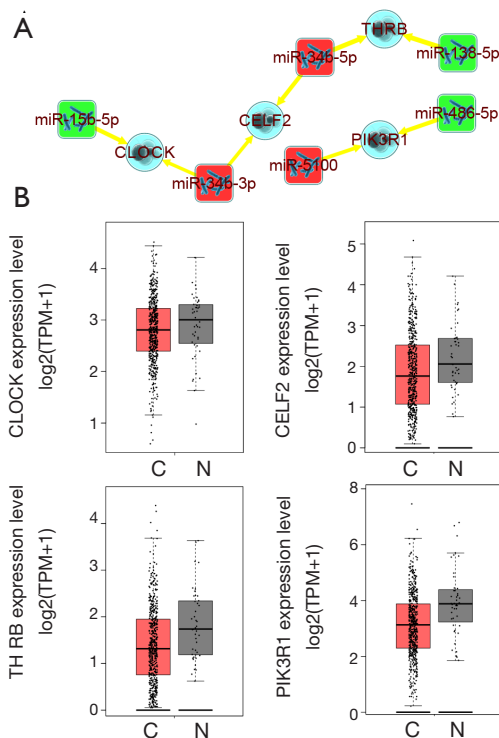 A
THRB
miR-34b-5p
miR-138-5p
miR-15b-5p
CELF2
miR-486-5p
CLOCK
PIK3R1
miR-34b-3p
miR-5100
B
CLOCK expression level
log2(TPM+1)
4
3
2
1
C N
CELF2 expression level
log2(TPM+1)
5
4
3
2
1
0
C N
TH RB expression level
log2(TPM+1)
4
3
2
1
0
C N
PIK3R1 expression level
log2(TPM+1)
8
6
4
2
0
C N